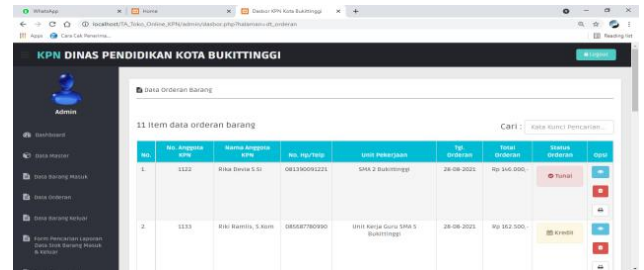 WhatsApp
Home
Dasbor KPN Kota Bukittinggi
localhost/TA_Toko_Online_KPN/admin/dasbor.php?halaman=dt_orderan
Apps
Cara Cek Penerima...
Reading list
KPN DINAS PENDIDIKAN KOTA BUKITTINGGI
Logout
Admin
Dashboard
Data Master
Data Barang Masuk
Data Orderan
Data Barang Keluar
Form Pencarian Laporan
Data Stok Barang Masuk
& Keluar
Data Orderan Barang
11 Item data orderan barang
Cari :
Kata Kunci Pencarian...
No. No. Anggota KPN Nama Anggota KPN No. Hp/Telp Unit Pekerjaan Tgl. Orderan Total Orderan Status Orderan Opsi
1. 1122 Rika Devila S.Si 081390091221 SMA 2 Bukittinggi 28-08-2021 Rp 146.000,- Tunai
2. 1133 Riki Ramlis, S.Kom 085687780990 Unit Kerja Guru SMA 5 Bukittinggi 28-08-2021 Rp 162.500,- Kredit